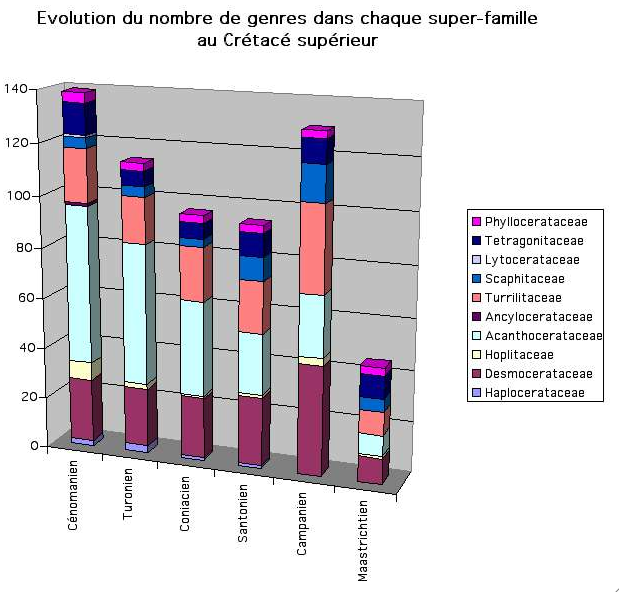 Evolution du nombre de genres dans chaque super-famille
au Crétacé supérieur
140
120
100
80
60
40
20
0
Cénomanien
Turonien
Coniacien
Santonien
Campanien
Maastrichtien
Phyllocerataceae
Tetragonitaceae
Lytocerataceae
Scaphitaceae
Turrilitaceae
Ancylocerataceae
Acanthocerataceae
Hoplitaceae
Desmocerataceae
Haplocerataceae